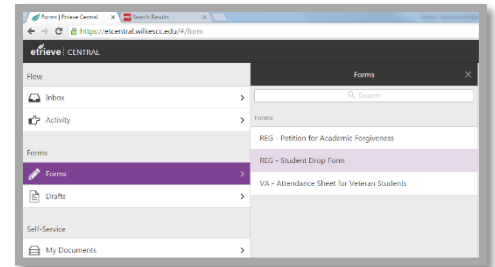 Forms | Etrieve Central
Search Results
https://etcentral.wilkescc.edu/#/form
etrieve CENTRAL
Flow
Inbox
Activity
Forms
Forms
Drafts
Self-Service
My Documents
Forms
Search
Forms
REG - Petition for Academic Forgiveness
REG - Student Drop Form
VA - Attendance Sheet for Veteran Students